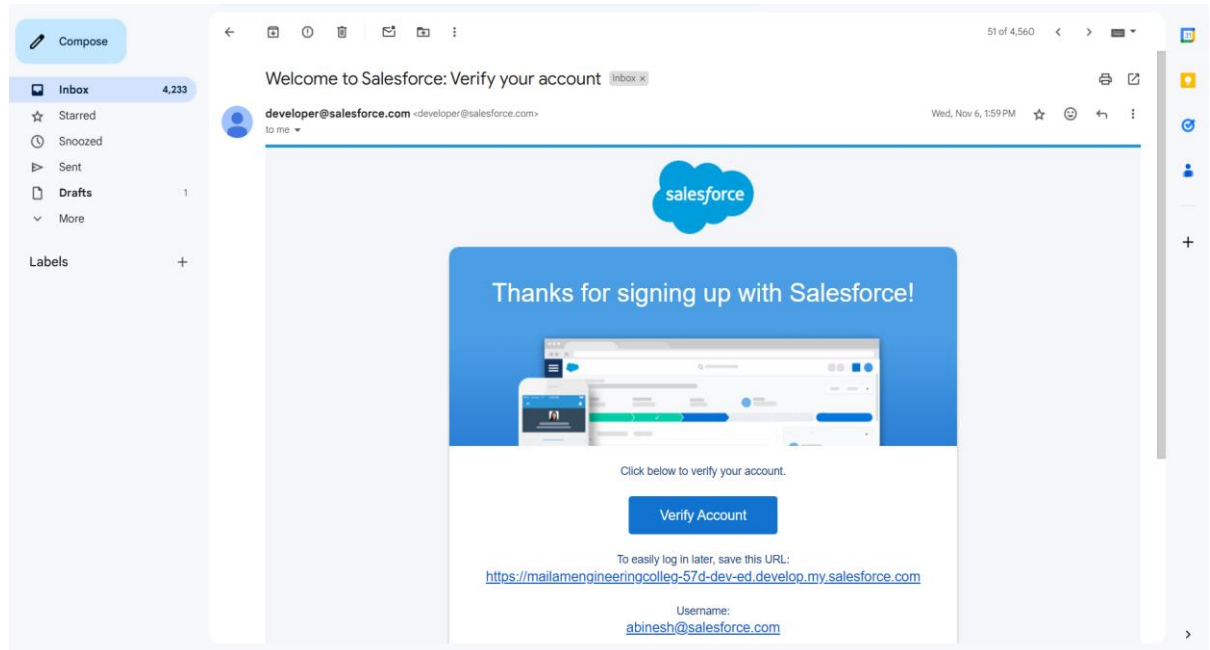 Compose
51 of 4,560
Welcome to Salesforce: Verify your account Inbox ×
Inbox 4,233
developer@salesforce.com <developer@salesforce.com> Wed, Nov 6, 1:59 PM
to me
Starred
Snoozed
Sent
Drafts 1
More
Labels
salesforce
Thanks for signing up with Salesforce!
Click below to verify your account.
Verify Account
To easily log in later, save this URL:
https://mailamengineeringcolleg-57d-dev-ed.develop.my.salesforce.com
Username:
abinesh@salesforce.com
31